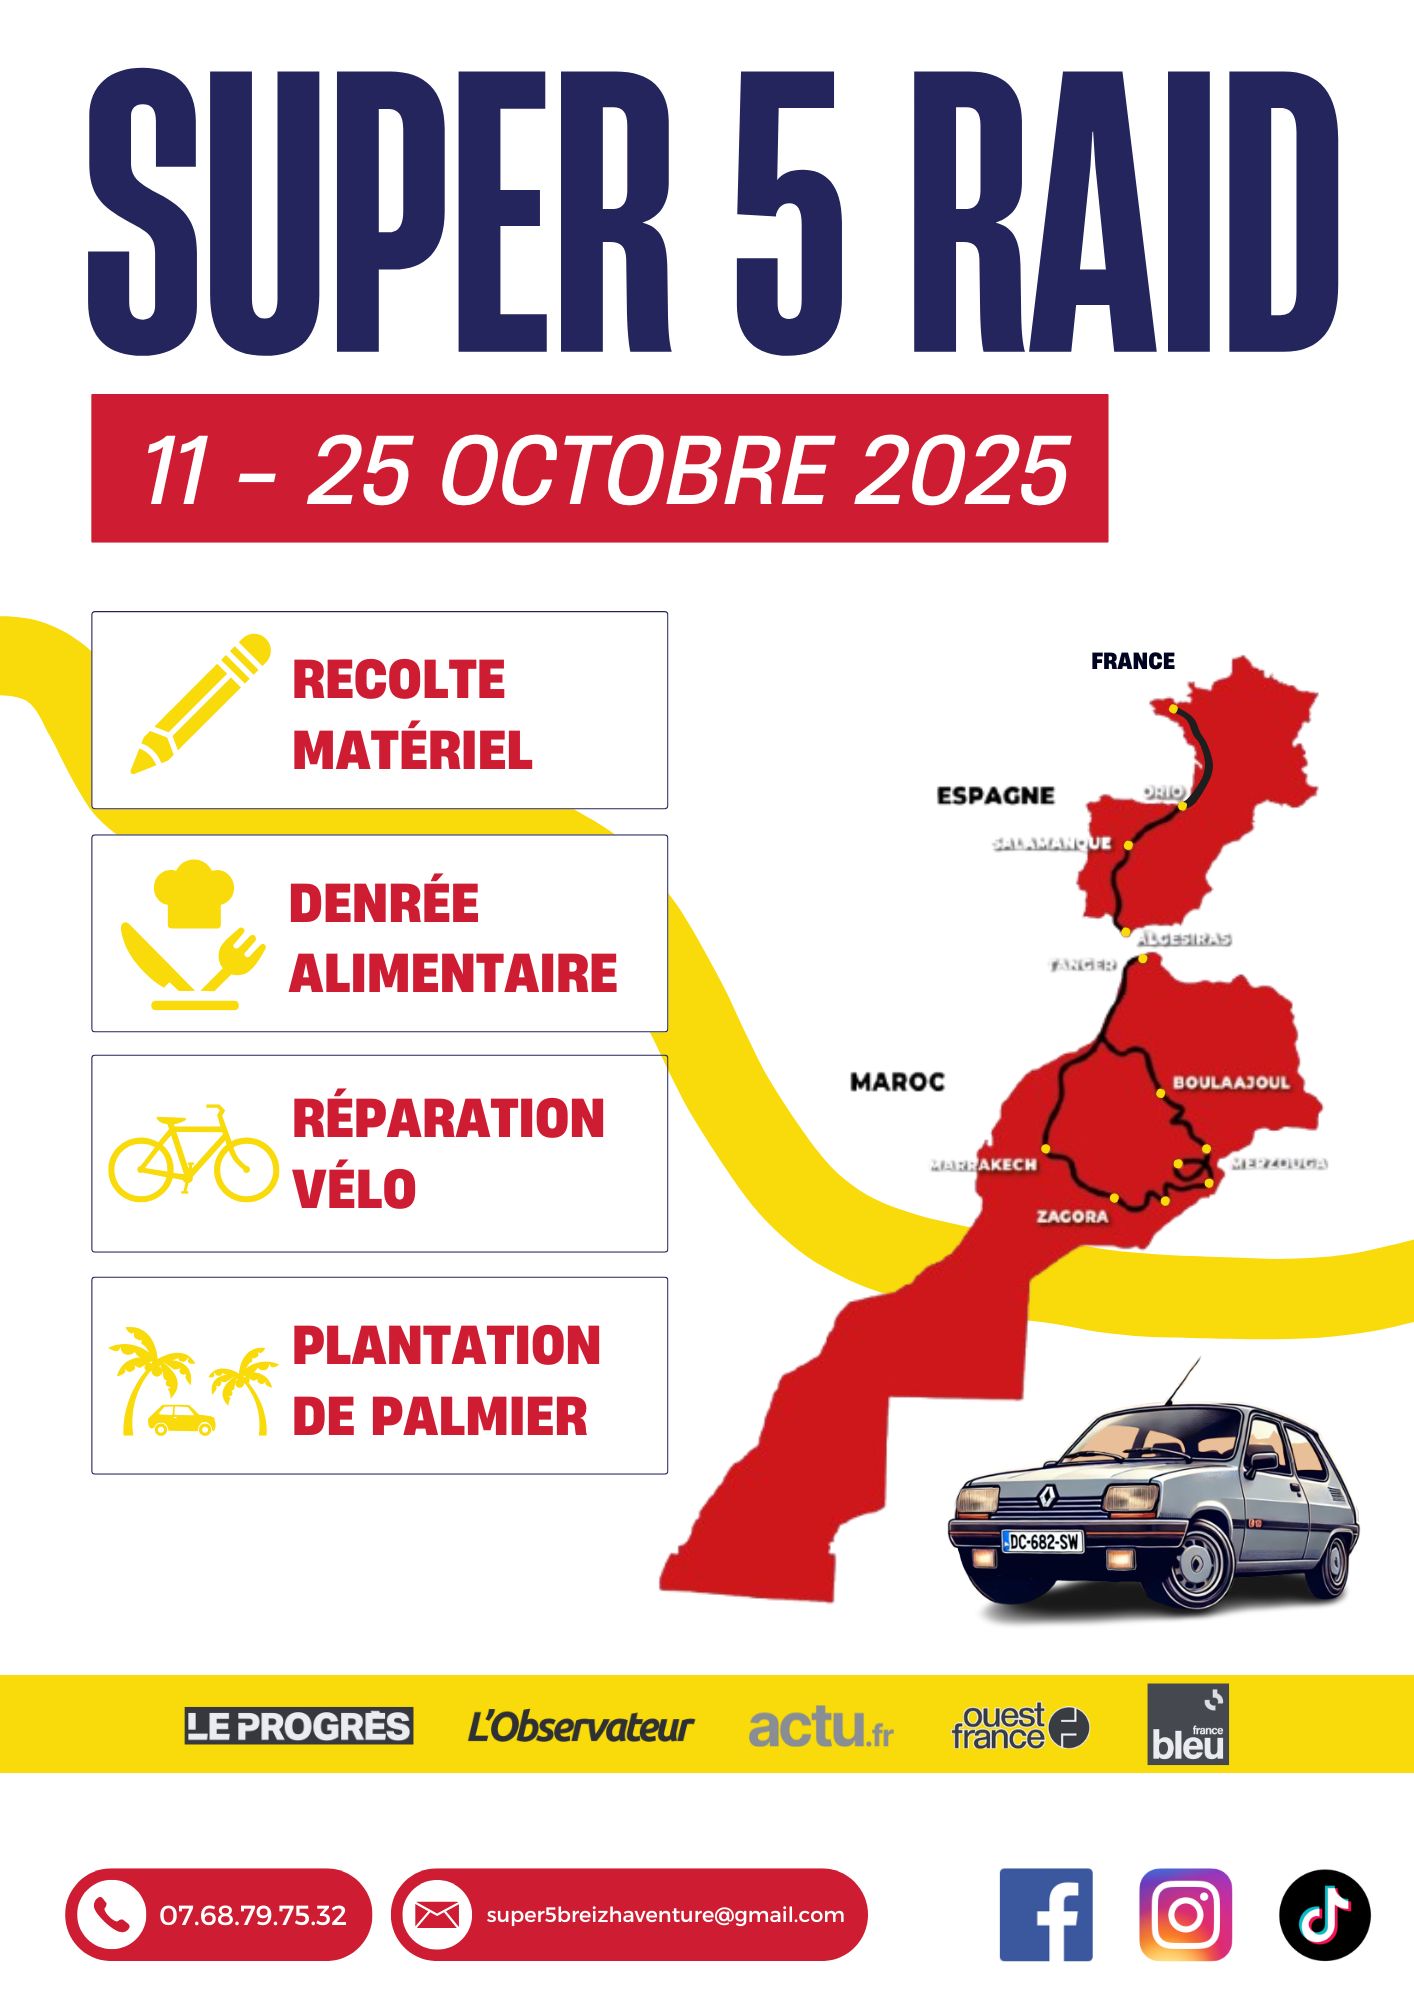 SUPER 5 RAID
11 - 25 OCTOBRE 2025
RECOLTE
MATÉRIEL
DENRÉE
ALIMENTAIRE
RÉPARATION
VÉLO
PLANTATION
DE PALMIER
FRANCE
ESPAGNE
ORIO
SALAMANQUE
ALGESIRAS
TANGER
MAROC
BOULAAJOUL
MARRAKECH
MERZOUGA
ZAGORA
DC-682-SW
LE PROGRÈS
L'Observateur
actu.fr
ouest
france
france
bleu
07.68.79.75.32
super5breizhaventure@gmail.com